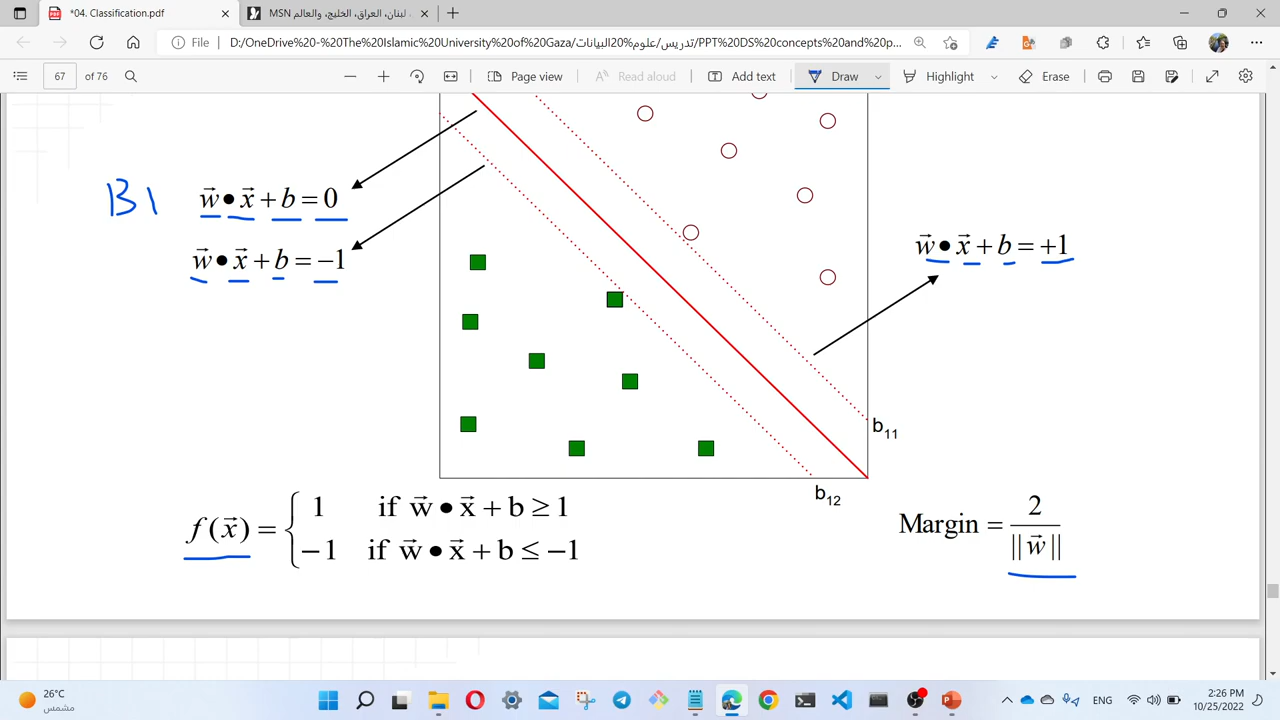 *04. Classification.pdf
MSN لبنان، العراق، الخليج، والعالم
File
D:/OneDrive%20-%20The%20Islamic%20University%20of%20Gaza/تدريس/علوم%20البيانات/PPT%20DS%20concepts%20and%20p...
67 of 76
Page view
Read aloud
Add text
Draw
Highlight
Erase
B1
w⃗ • x⃗ + b = 0
w⃗ • x⃗ + b = −1
w⃗ • x⃗ + b = +1
b11
b12
f(x⃗) = { 1 if w⃗ • x⃗ + b ≥ 1
−1 if w⃗ • x⃗ + b ≤ −1
Margin = 2 / ||w⃗||
26°C
مشمس
ENG
2:26 PM
10/25/2022